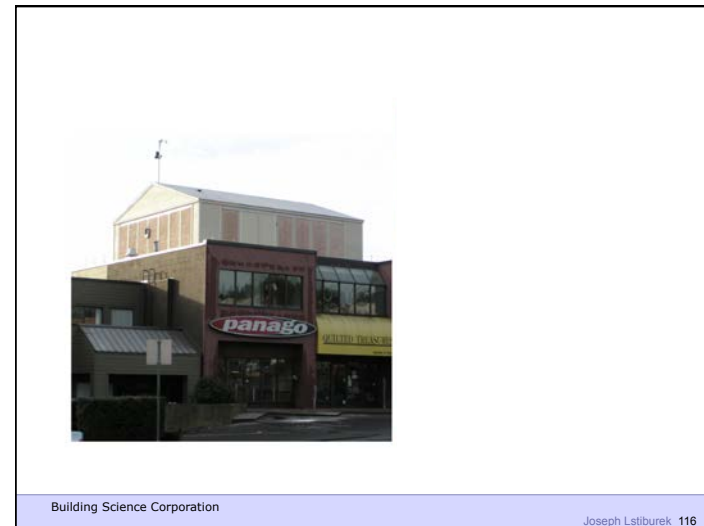 panago
QUILTED TREASURES
Building Science Corporation
Joseph Lstiburek 116